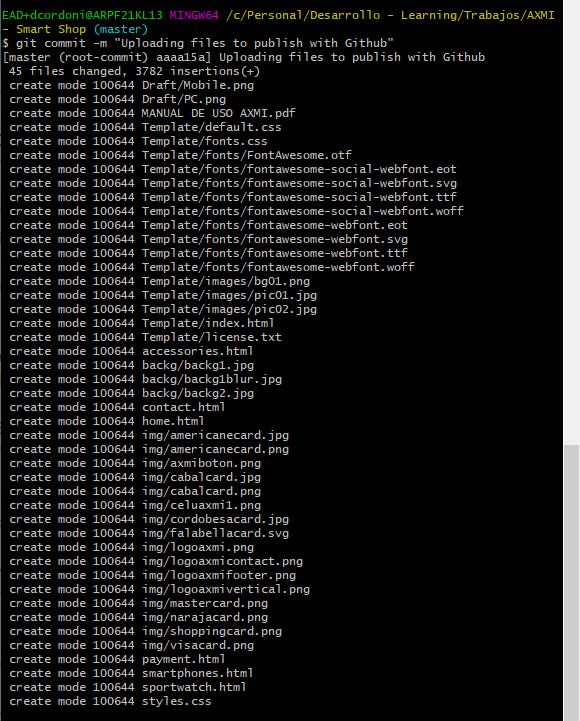 EAD+dcordoni@ARPF21KL13 MINGW64 /c/Personal/Desarrollo - Learning/Trabajos/AXMI
- Smart Shop (master)
$ git commit -m "Uploading files to publish with Github"
[master (root-commit) aaaa15a] Uploading files to publish with Github
 45 files changed, 3782 insertions(+)
 create mode 100644 Draft/Mobile.png
 create mode 100644 Draft/PC.png
 create mode 100644 MANUAL DE USO AXMI.pdf
 create mode 100644 Template/default.css
 create mode 100644 Template/fonts.css
 create mode 100644 Template/fonts/FontAwesome.otf
 create mode 100644 Template/fonts/fontawesome-social-webfont.eot
 create mode 100644 Template/fonts/fontawesome-social-webfont.svg
 create mode 100644 Template/fonts/fontawesome-social-webfont.ttf
 create mode 100644 Template/fonts/fontawesome-social-webfont.woff
 create mode 100644 Template/fonts/fontawesome-webfont.eot
 create mode 100644 Template/fonts/fontawesome-webfont.svg
 create mode 100644 Template/fonts/fontawesome-webfont.ttf
 create mode 100644 Template/fonts/fontawesome-webfont.woff
 create mode 100644 Template/images/bg01.png
 create mode 100644 Template/images/pic01.jpg
 create mode 100644 Template/images/pic02.jpg
 create mode 100644 Template/index.html
 create mode 100644 Template/license.txt
 create mode 100644 accessories.html
 create mode 100644 backg/backg1.jpg
 create mode 100644 backg/backg1blur.jpg
 create mode 100644 backg/backg2.jpg
 create mode 100644 contact.html
 create mode 100644 home.html
 create mode 100644 img/americanecard.jpg
 create mode 100644 img/americanecard.png
 create mode 100644 img/axmiboton.png
 create mode 100644 img/cabalcard.jpg
 create mode 100644 img/cabalcard.png
 create mode 100644 img/celuaxmi1.png
 create mode 100644 img/cordobesacard.jpg
 create mode 100644 img/falabellacard.svg
 create mode 100644 img/logoaxmi.png
 create mode 100644 img/logoaxmicontact.png
 create mode 100644 img/logoaxmifooter.png
 create mode 100644 img/logoaxmivertical.png
 create mode 100644 img/mastercard.png
 create mode 100644 img/narajacard.png
 create mode 100644 img/shoppingcard.png
 create mode 100644 img/visacard.png
 create mode 100644 payment.html
 create mode 100644 smartphones.html
 create mode 100644 sportwatch.html
 create mode 100644 styles.css